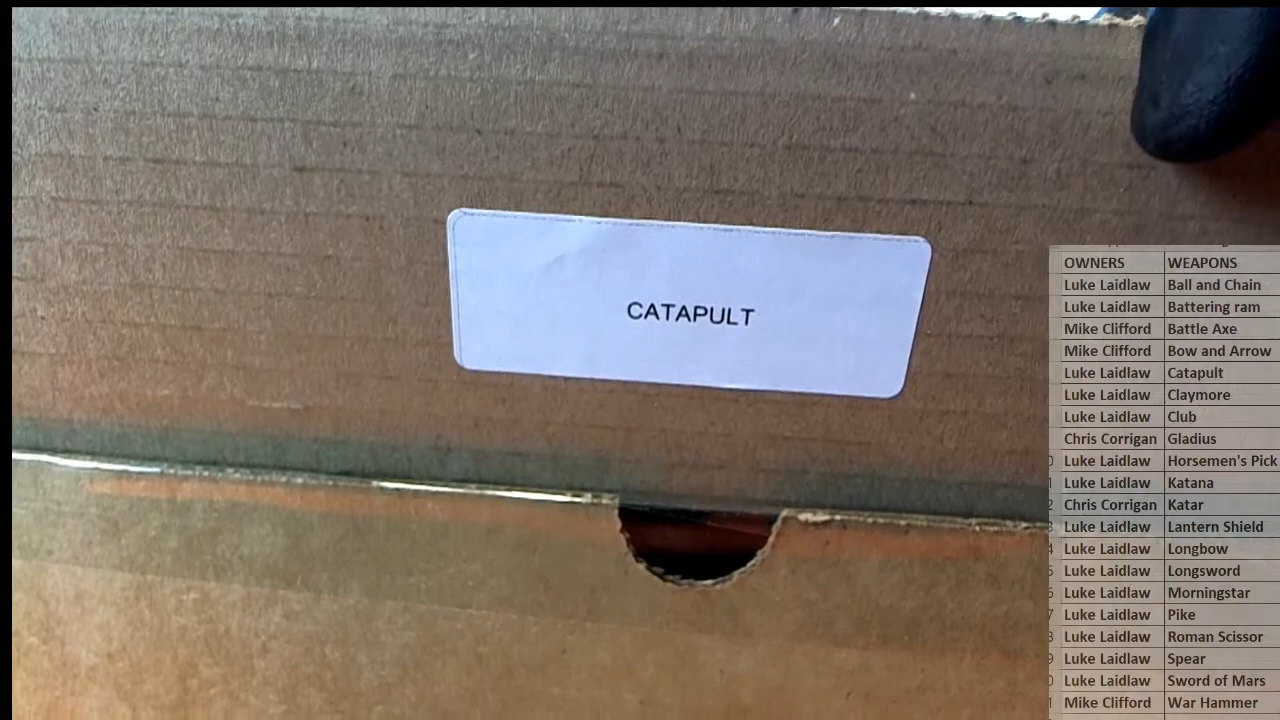 CATAPULT
OWNERS WEAPONS
Luke Laidlaw Ball and Chain
Luke Laidlaw Battering ram
Mike Clifford Battle Axe
Mike Clifford Bow and Arrow
Luke Laidlaw Catapult
Luke Laidlaw Claymore
Luke Laidlaw Club
Chris Corrigan Gladius
Luke Laidlaw Horsemen's Pick
Luke Laidlaw Katana
Chris Corrigan Katar
Luke Laidlaw Lantern Shield
Luke Laidlaw Longbow
Luke Laidlaw Longsword
Luke Laidlaw Morningstar
Luke Laidlaw Pike
Luke Laidlaw Roman Scissor
Luke Laidlaw Spear
Luke Laidlaw Sword of Mars
Mike Clifford War Hammer